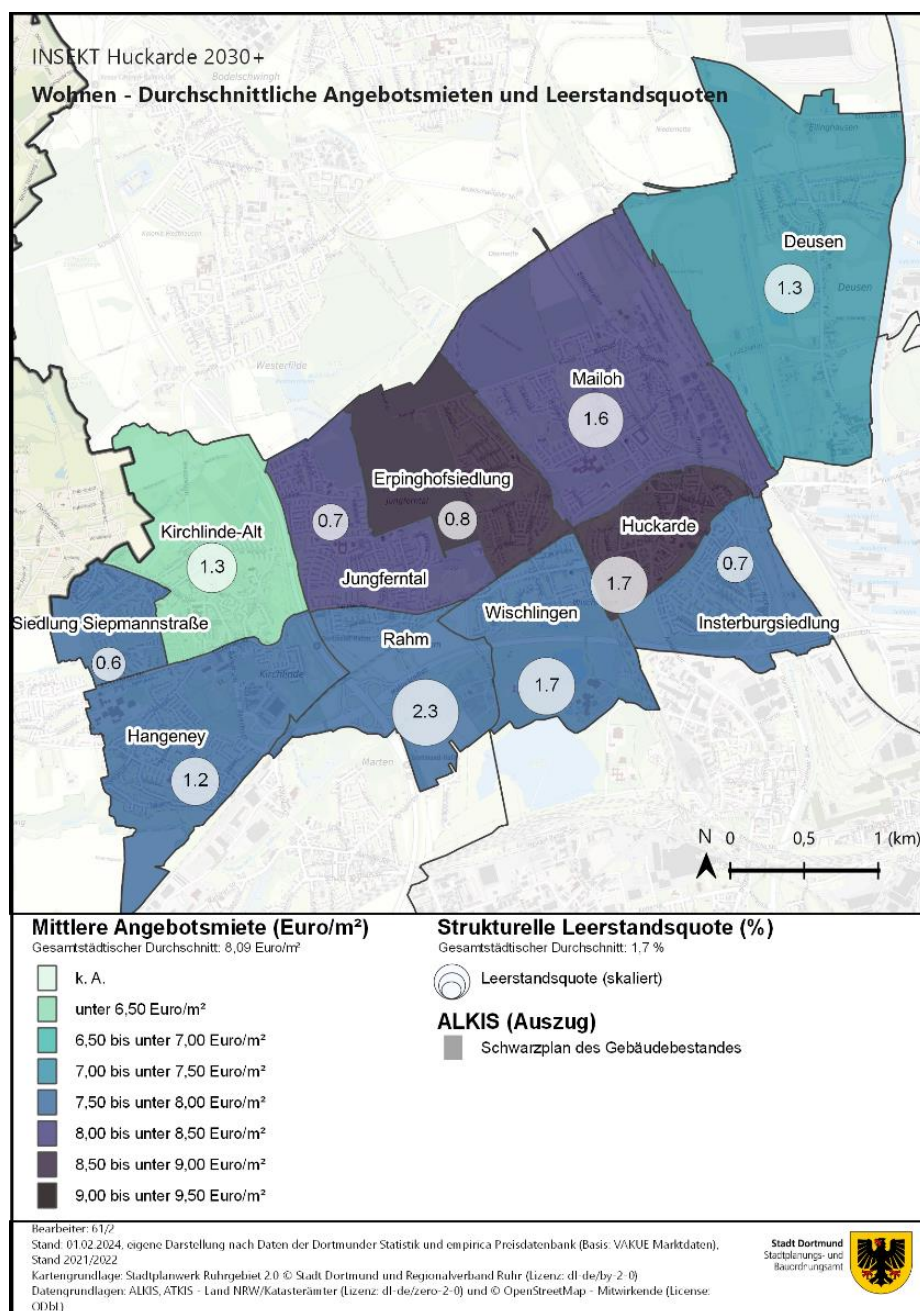 INSEKT Huckarde 2030+
Wohnen - Durchschnittliche Angebotsmieten und Leerstandsquoten
Bodelschwingh
Ellinghausen
Deusen
1.3
Deusen
Westerfilde
Mailoh
1.6
Erpinghofsiedlung
Jungferntal
0.7
0.8
Huckarde
Kirchlinde-Alt
1.3
Jungferntal
1.7
0.7
Wischlingen
Siedlung Siepmannstraße
Insterburgsiedlung
Rahm
0.6
Kirchlinde
1.7
2.3
Hangeney
Marten
1.2
N 0 0,5 1 (km)
Mittlere Angebotsmiete (Euro/m²)
Gesamtstädtischer Durchschnitt: 8,09 Euro/m²
k. A.
unter 6,50 Euro/m²
6,50 bis unter 7,00 Euro/m²
7,00 bis unter 7,50 Euro/m²
7,50 bis unter 8,00 Euro/m²
8,00 bis unter 8,50 Euro/m²
8,50 bis unter 9,00 Euro/m²
9,00 bis unter 9,50 Euro/m²
Strukturelle Leerstandsquote (%)
Gesamtstädtischer Durchschnitt: 1,7 %
Leerstandsquote (skaliert)
ALKIS (Auszug)
Schwarzplan des Gebäudebestandes
Bearbeiter: 61/2
Stand: 01.02.2024, eigene Darstellung nach Daten der Dortmunder Statistik und empirica Preisdatenbank (Basis: VAKUE Marktdaten),
Stand 2021/2022
Kartengrundlage: Stadtplanwerk Ruhrgebiet 2.0 © Stadt Dortmund und Regionalverband Ruhr (Lizenz: dl-de/by-2-0)
Datengrundlagen: ALKIS, ATKIS - Land NRW/Katasterämter (Lizenz: dl-de/zero-2-0) und © OpenStreetMap - Mitwirkende (License:
ODbL)
Stadt Dortmund
Stadtplanungs- und
Bauordnungsamt